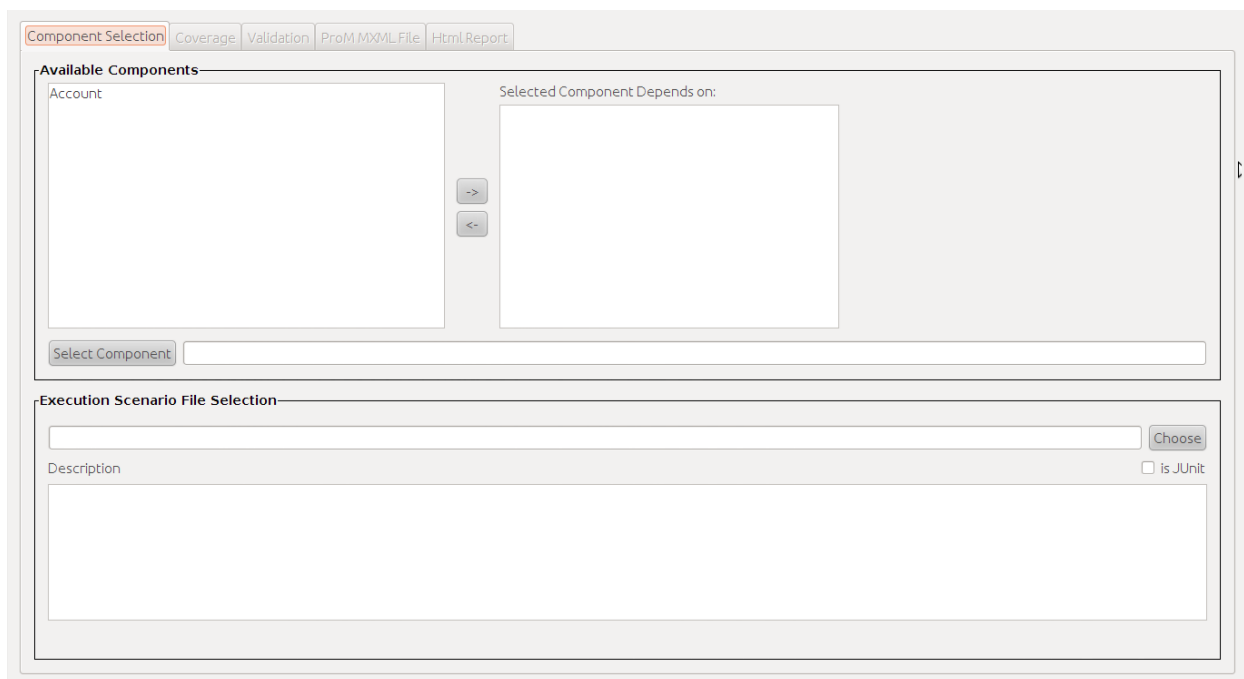 Component Selection Coverage Validation ProM MXML File Html Report
Available Components
Account
Selected Component Depends on:
->
<-
Select Component
Execution Scenario File Selection
Choose
Description
is JUnit